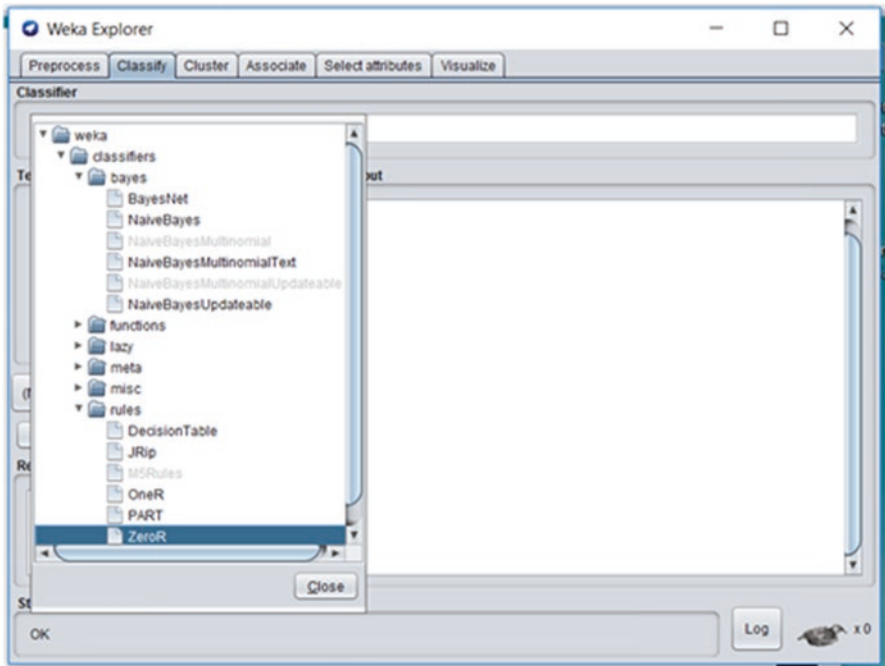 Weka Explorer
Preprocess Classify Cluster Associate Select attributes Visualize
Classifier
weka
classifiers
bayes
BayesNet
NaiveBayes
NaiveBayesMultinomial
NaiveBayesMultinomialText
NaiveBayesMultinomialUpdateable
NaiveBayesUpdateable
functions
lazy
meta
misc
rules
DecisionTable
JRip
M5Rules
OneR
PART
ZeroR
Close
OK
Log
x 0